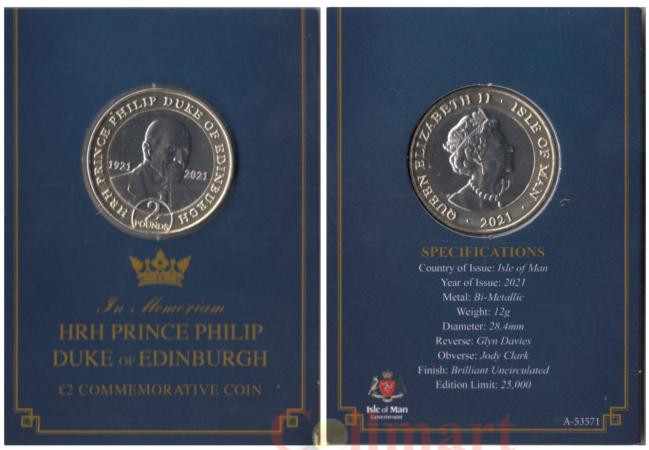 HRH PRINCE PHILIP DUKE OF EDINBURGH
1921
2021
2
POUNDS
In Memoriam
HRH PRINCE PHILIP
DUKE OF EDINBURGH
£2 COMMEMORATIVE COIN
QUEEN ELIZABETH II · ISLE OF MAN ·
2021 ·
SPECIFICATIONS
Country of Issue: Isle of Man
Year of Issue: 2021
Metal: Bi-Metallic
Weight: 12g
Diameter: 28.4mm
Reverse: Glyn Davies
Obverse: Jody Clark
Finish: Brilliant Uncirculated
Edition Limit: 25,000
Isle of Man
Government
A-53571
Coinmart